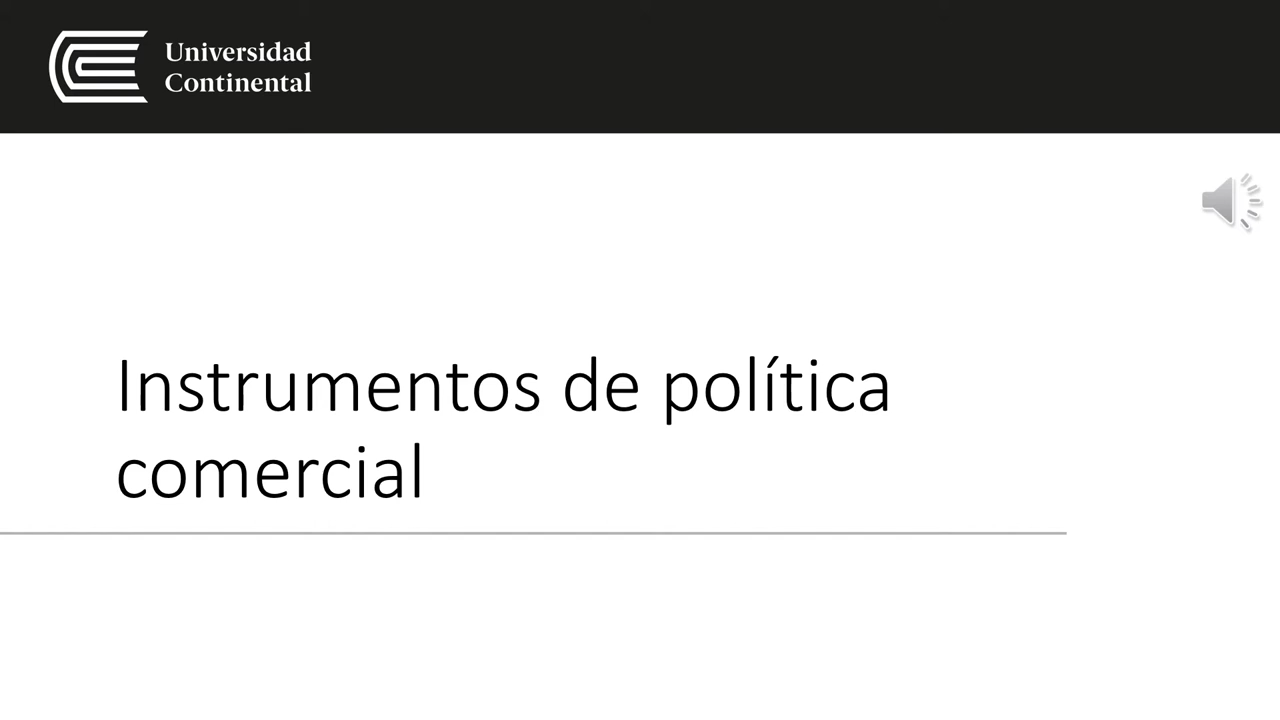 Universidad
Continental
Instrumentos de política
comercial